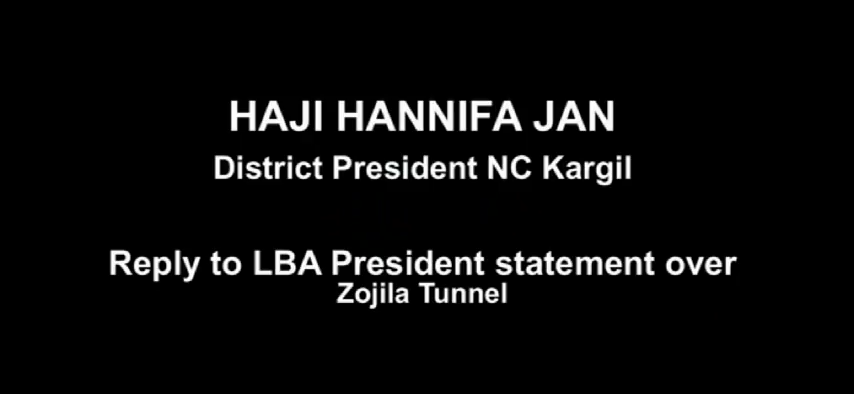 HAJI HANNIFA JAN
District President NC Kargil
Reply to LBA President statement over
Zojila Tunnel